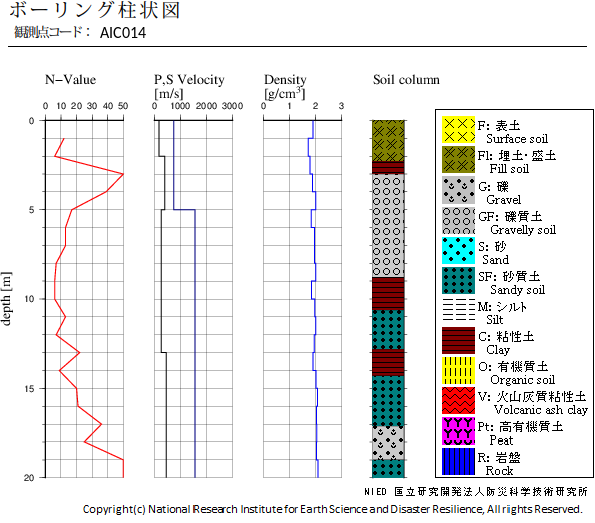 ボーリング柱状図
観測点コード： AIC014
N-Value
P,S Velocity
[m/s]
Density
[g/cm³]
Soil column
0 10 20 30 40 50
0 1000 2000 3000
0 1 2 3
depth [m]
0
5
10
15
20
F: 表土
Surface soil
Fl: 埋土・盛土
Fill soil
G: 礫
Gravel
GF: 礫質土
Gravelly soil
S: 砂
Sand
SF: 砂質土
Sandy soil
M: シルト
Silt
C: 粘性土
Clay
O: 有機質土
Organic soil
V: 火山灰質粘性土
Volcanic ash clay
Pt: 高有機質土
Peat
R: 岩盤
Rock
NIED 国立研究開発法人防災科学技術研究所
Copyright(c) National Research Institute for Earth Science and Disaster Resilience, All rights Reserved.